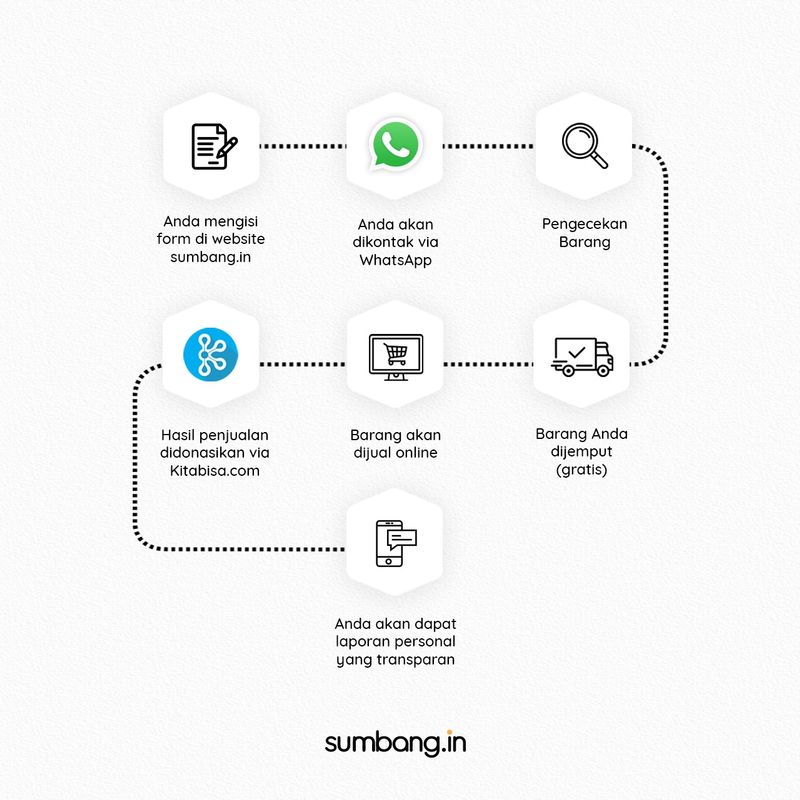 Anda mengisi
form di website
sumbang.in
Anda akan
dikontak via
WhatsApp
Pengecekan
Barang
Barang Anda
dijemput
(gratis)
Barang akan
dijual online
Hasil penjualan
didonasikan via
Kitabisa.com
Anda akan dapat
laporan personal
yang transparan
sumbang.in